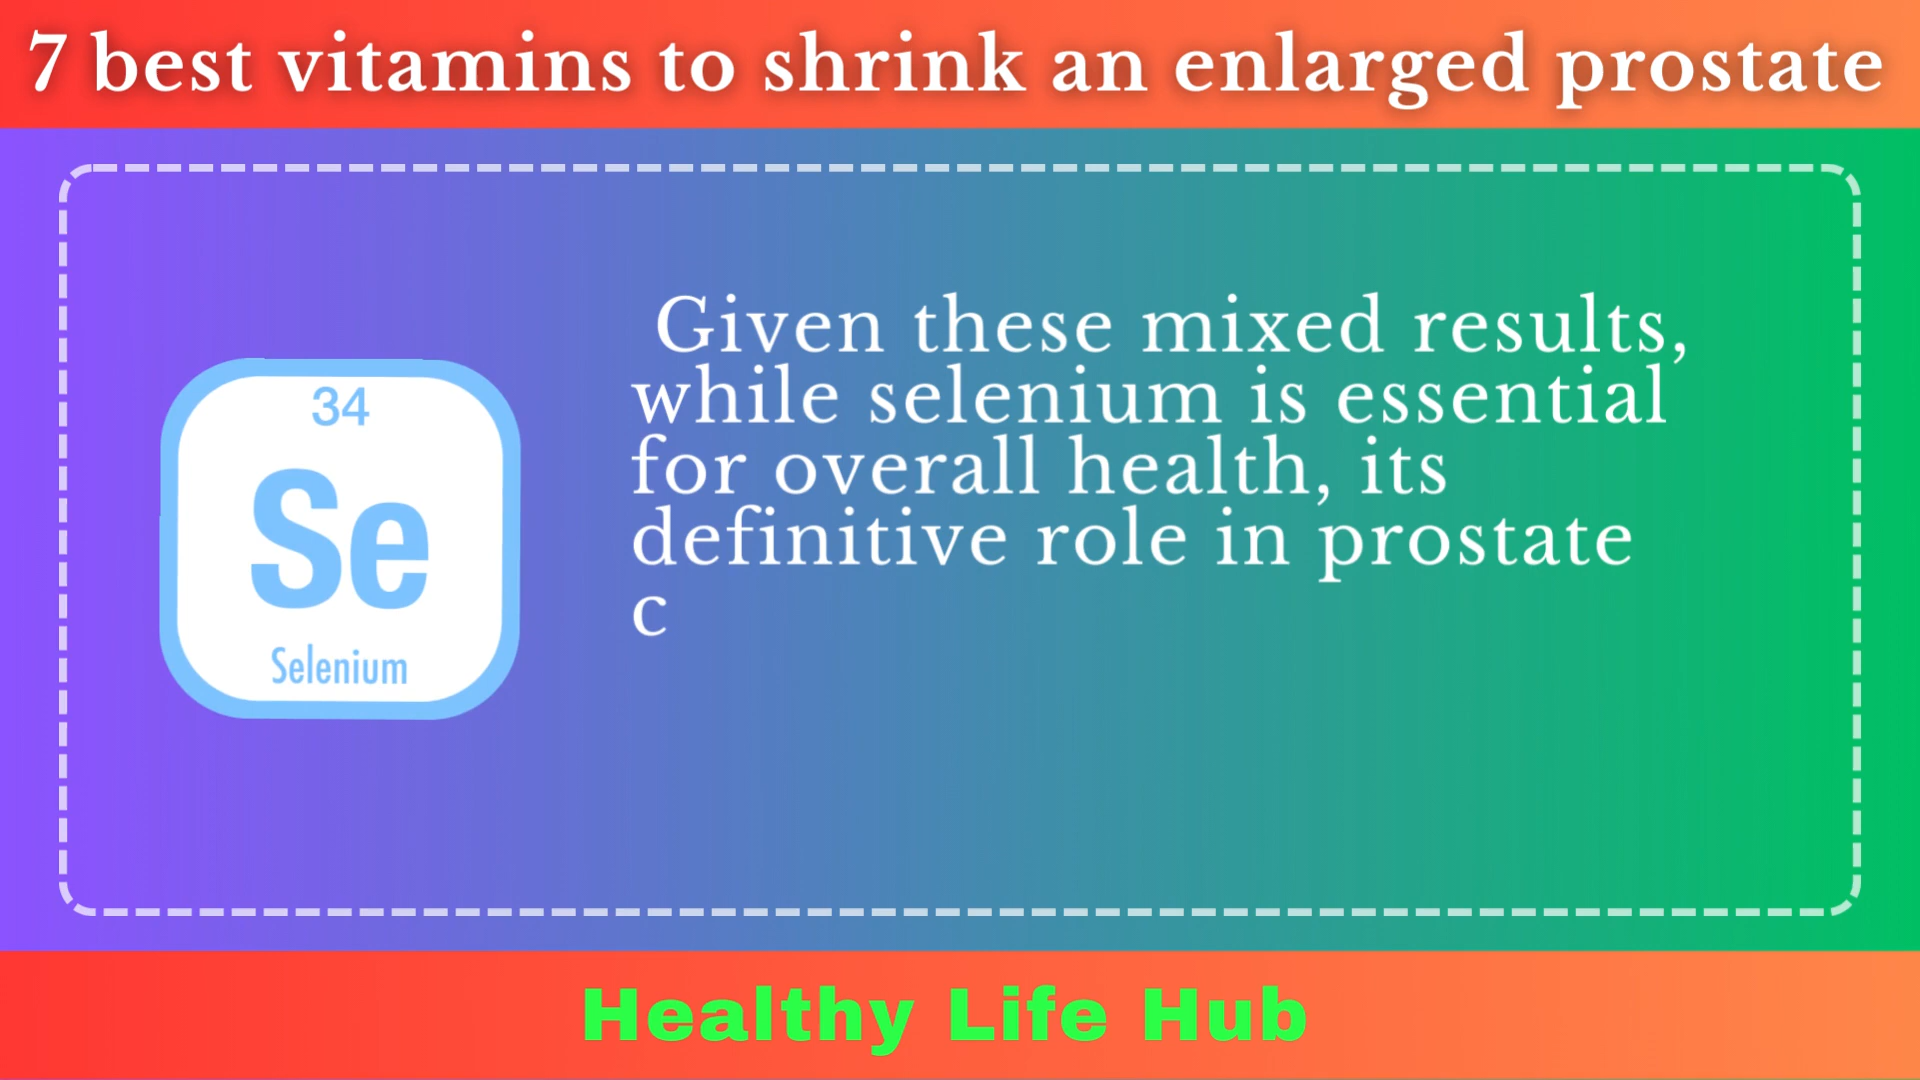 7 best vitamins to shrink an enlarged prostate
34
Se
Selenium
Given these mixed results,
while selenium is essential
for overall health, its
definitive role in prostate
c
Healthy Life Hub